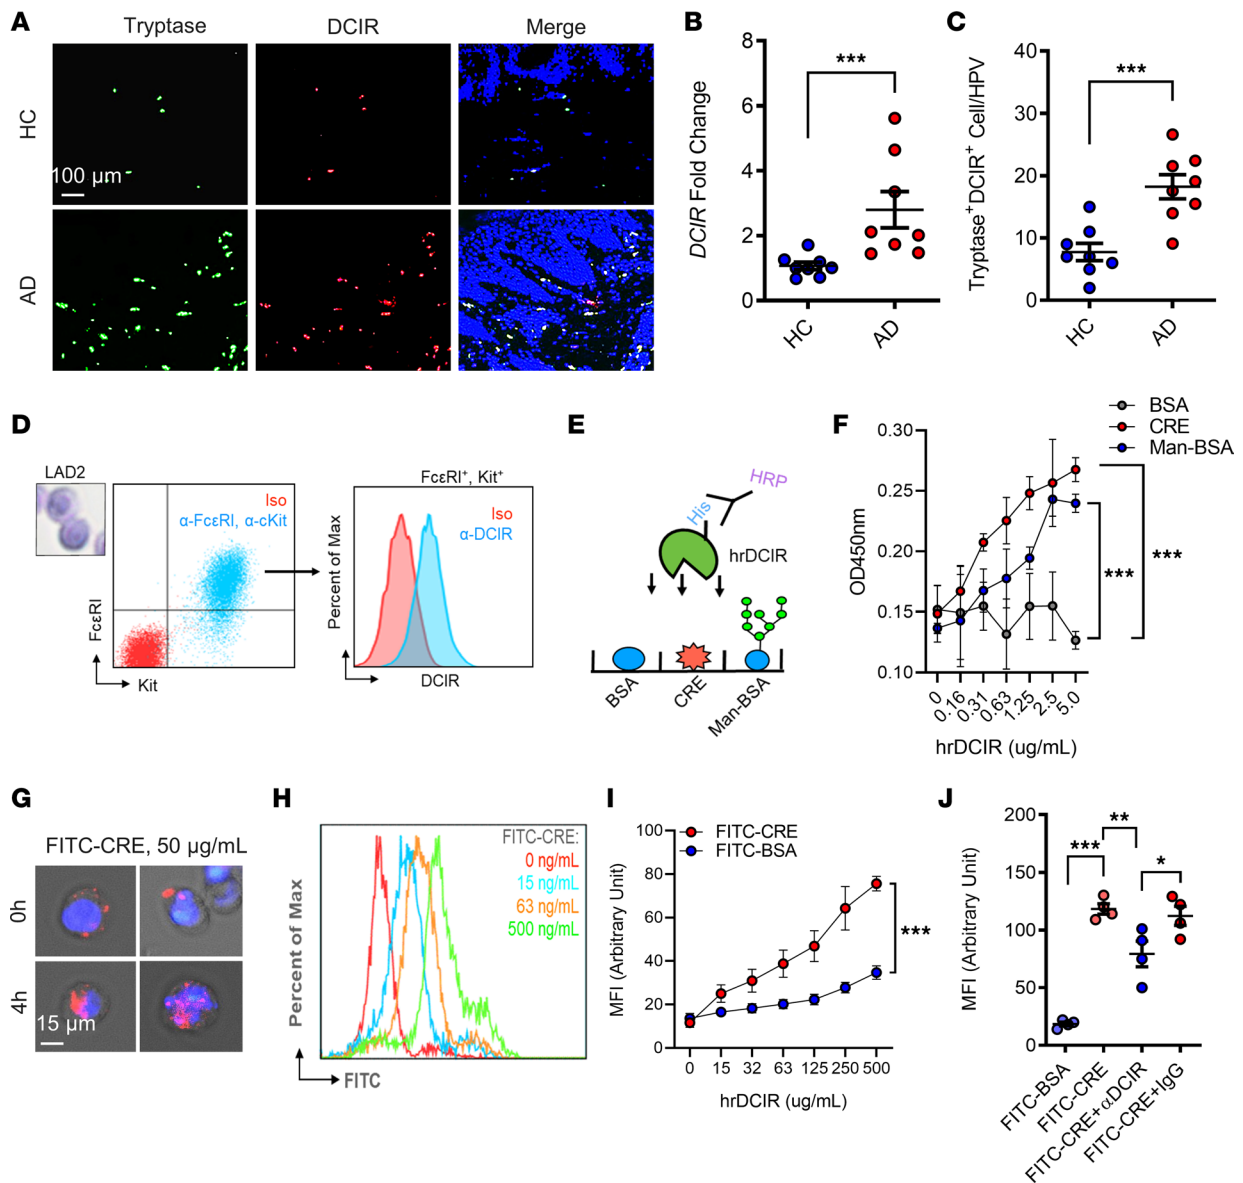 A
Tryptase
DCIR
Merge
HC
100 μm
AD
B
DCIR Fold Change
8
6
4
2
0
***
HC
AD
C
Tryptase+DCIR+ Cell/HPV
40
30
20
10
0
***
HC
AD
D
LAD2
Iso
α-FcεRI, α-cKit
FcεRI
Kit
FcεRI+, Kit+
Iso
α-DCIR
Percent of Max
DCIR
E
HRP
His
hrDCIR
BSA
CRE
Man-BSA
F
BSA
CRE
Man-BSA
OD450nm
0.30
0.25
0.20
0.15
0.10
***
***
0
0.16
0.31
0.63
1.25
2.5
5.0
hrDCIR (ug/mL)
G
FITC-CRE, 50 μg/mL
0h
4h
15 μm
H
FITC-CRE:
0 ng/mL
15 ng/mL
63 ng/mL
500 ng/mL
Percent of Max
FITC
I
FITC-CRE
FITC-BSA
MFI (Arbitrary Unit)
100
80
60
40
20
0
***
0 15 32 63 125 250 500
hrDCIR (ug/mL)
J
MFI (Arbitrary Unit)
200
150
100
50
0
***
**
*
FITC-BSA
FITC-CRE
FITC-CRE+αDCIR
FITC-CRE+IgG